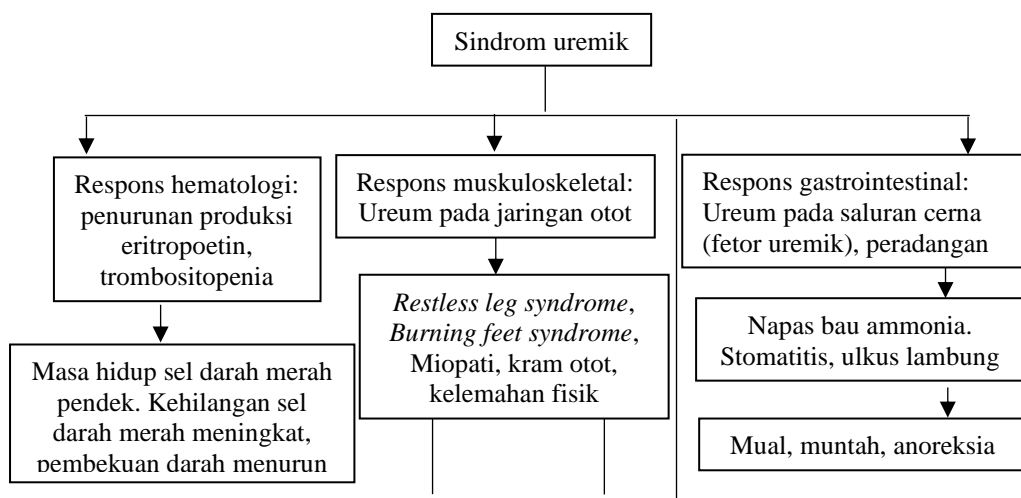 Sindrom uremik
Respons hematologi:
penurunan produksi
eritropoetin,
trombositopenia
Masa hidup sel darah merah
pendek. Kehilangan sel
darah merah meningkat,
pembekuan darah menurun
Respons muskuloskeletal:
Ureum pada jaringan otot
Restless leg syndrome,
Burning feet syndrome,
Miopati, kram otot,
kelemahan fisik
Respons gastrointestinal:
Ureum pada saluran cerna
(fetor uremik), peradangan
Napas bau ammonia.
Stomatitis, ulkus lambung
Mual, muntah, anoreksia